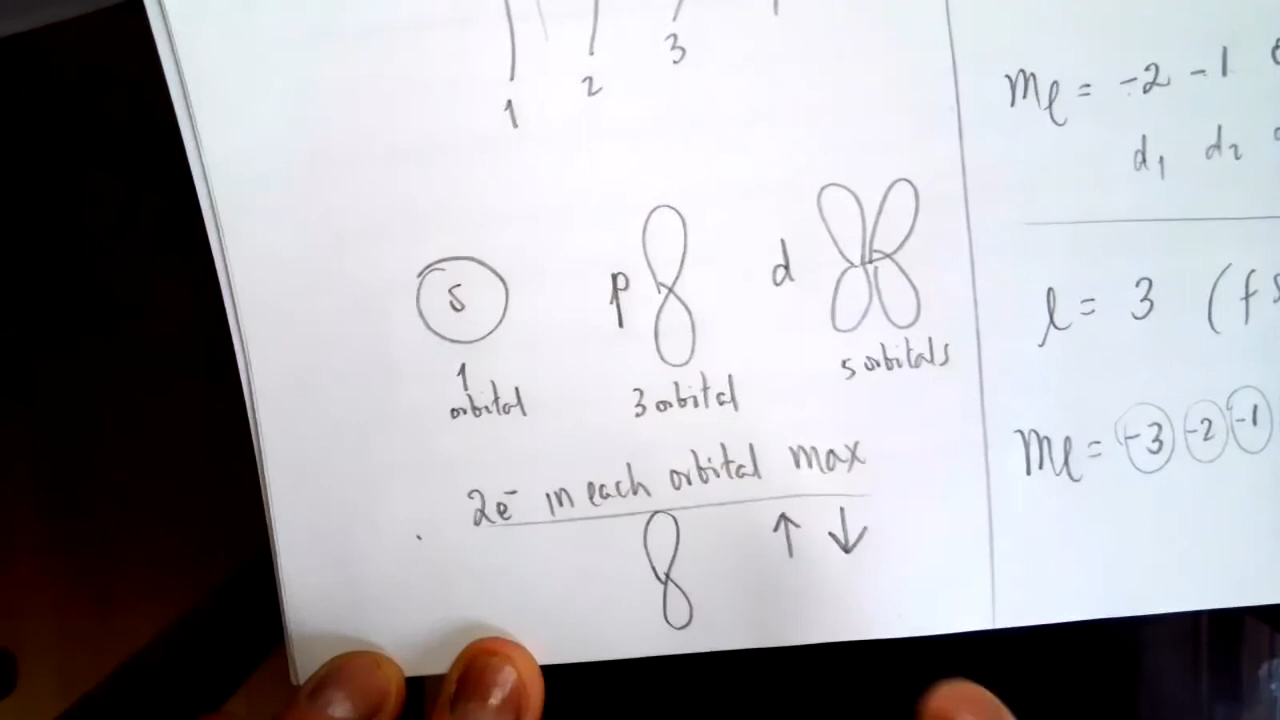 1 2 3
s p d
1 orbital 3 orbital 5 orbitals
2e⁻ in each orbital max
↑ ↓
mℓ = -2 -1
d₁ d₂
ℓ = 3 (f
mℓ = -3 -2 -1